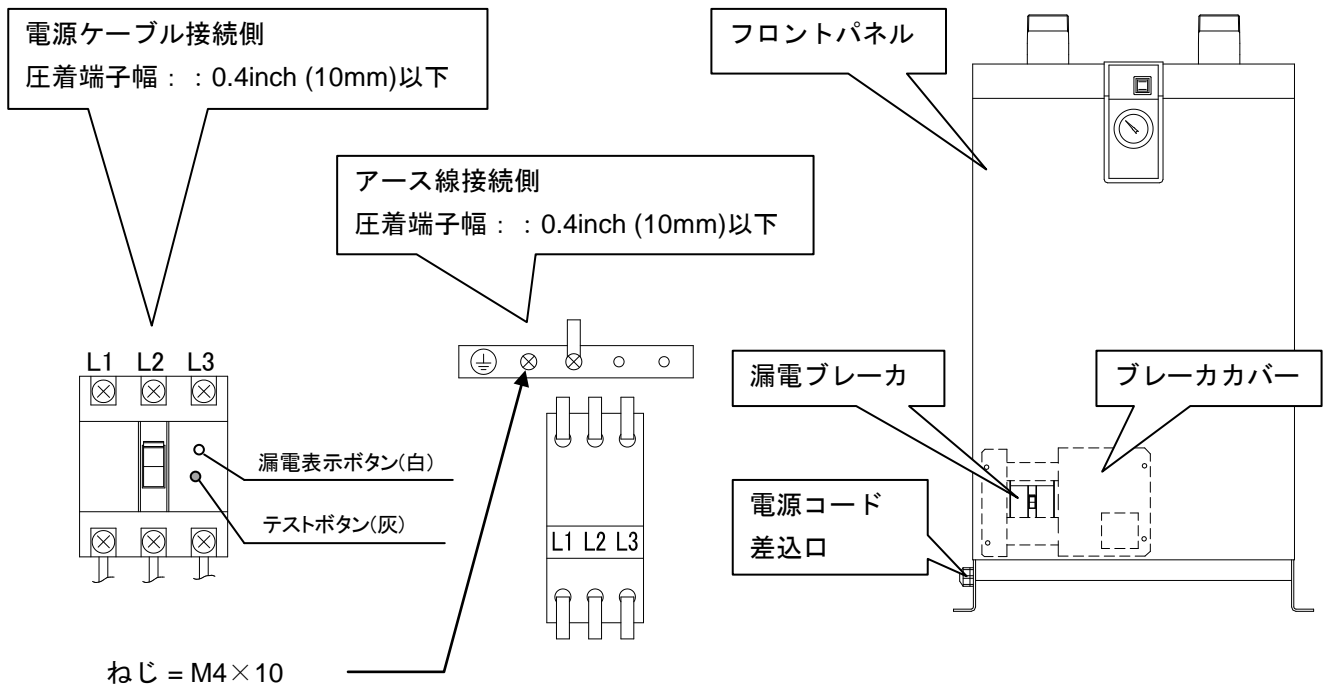 電源ケーブル接続側
圧着端子幅：：0.4inch (10mm)以下
フロントパネル
アース線接続側
圧着端子幅：：0.4inch (10mm)以下
L1 L2 L3
漏電表示ボタン(白)
テストボタン(灰)
L1 L2 L3
漏電ブレーカ
ブレーカカバー
電源コード
差込口
ねじ = M4×10